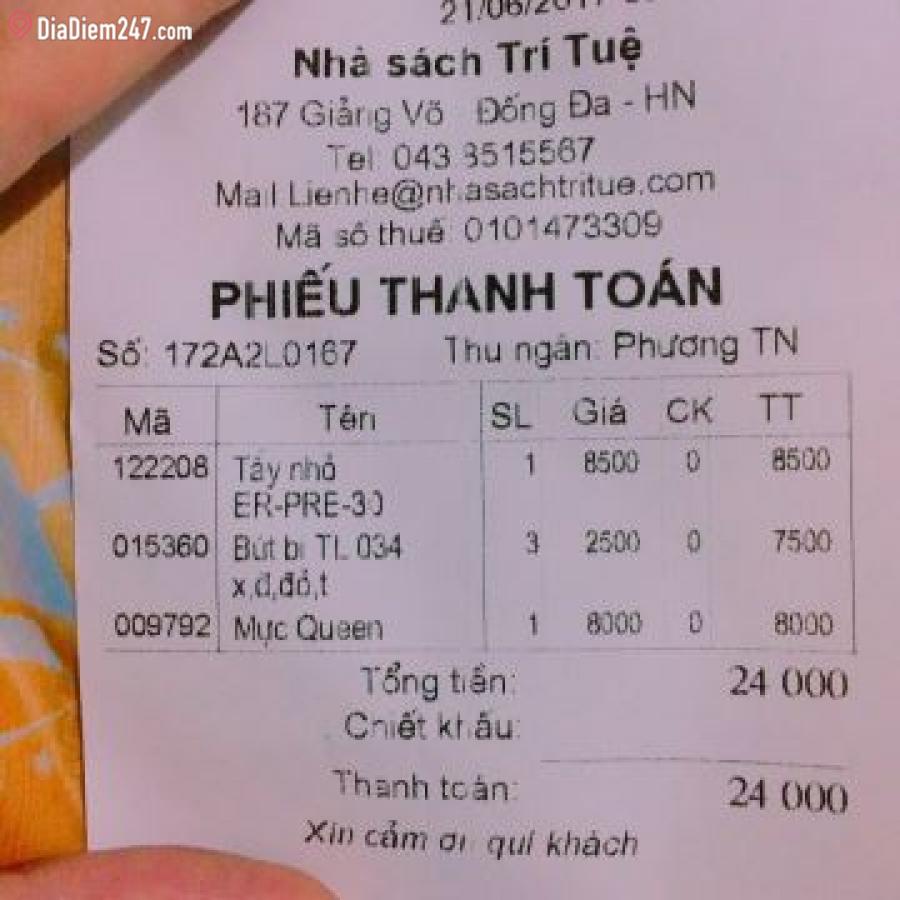 DiaDiem247.com
21/06/2017
Nhà sách Trí Tuệ
187 Giảng Võ Đống Đa - HN
Tel: 043 8515567
Mail Lienhe@nhasachtritue.com
Mã số thuế: 0101473309
PHIẾU THANH TOÁN
Số: 172A2L0167 Thu ngân: Phương TN
Mã Tên SL Giá CK TT
122208 Tẩy nhỏ 1 8500 0 8500
ER-PRE-30
015360 Bút bi TL 034 3 2500 0 7500
x,đ,đỏ,t
009792 Mực Queen 1 8000 0 8000
Tổng tiền: 24 000
Chiết khấu:
Thanh toán: 24 000
Xin cảm ơn quí khách